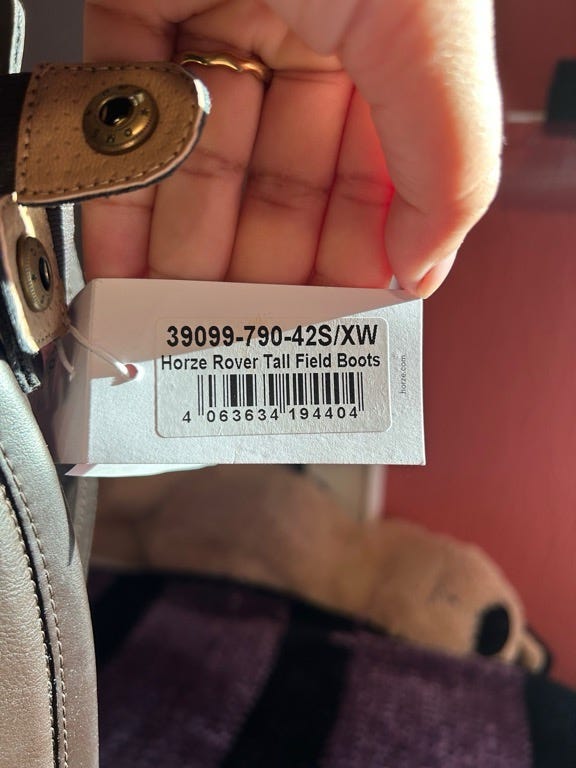 39099-790-42S/XW
Horze Rover Tall Field Boots
4 063634 194404
horze.com